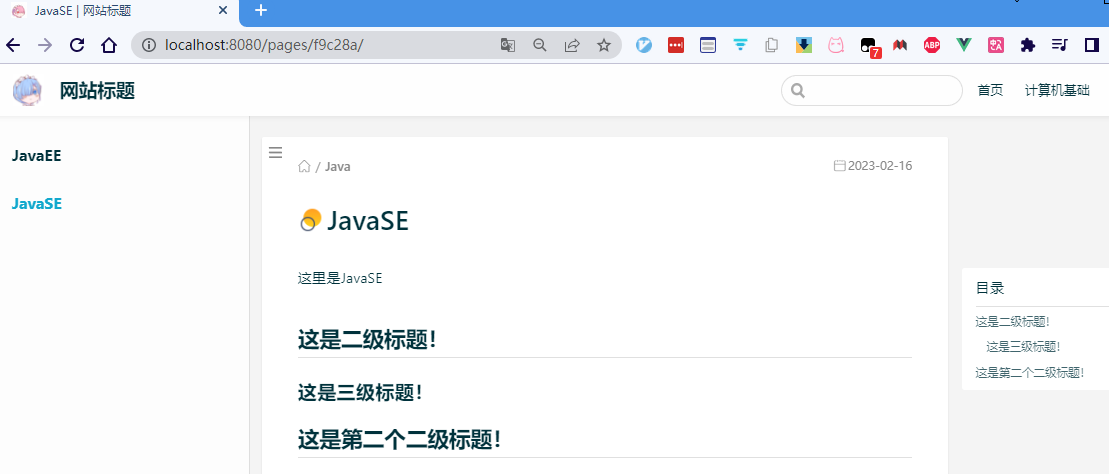 JavaSE | 网站标题
localhost:8080/pages/f9c28a/
7
ABP
网站标题
首页
计算机基础
JavaEE
JavaSE
/ Java
2023-02-16
JavaSE
这里是JavaSE
这是二级标题！
这是三级标题！
这是第二个二级标题！
目录
这是二级标题！
这是三级标题！
这是第二个二级标题！